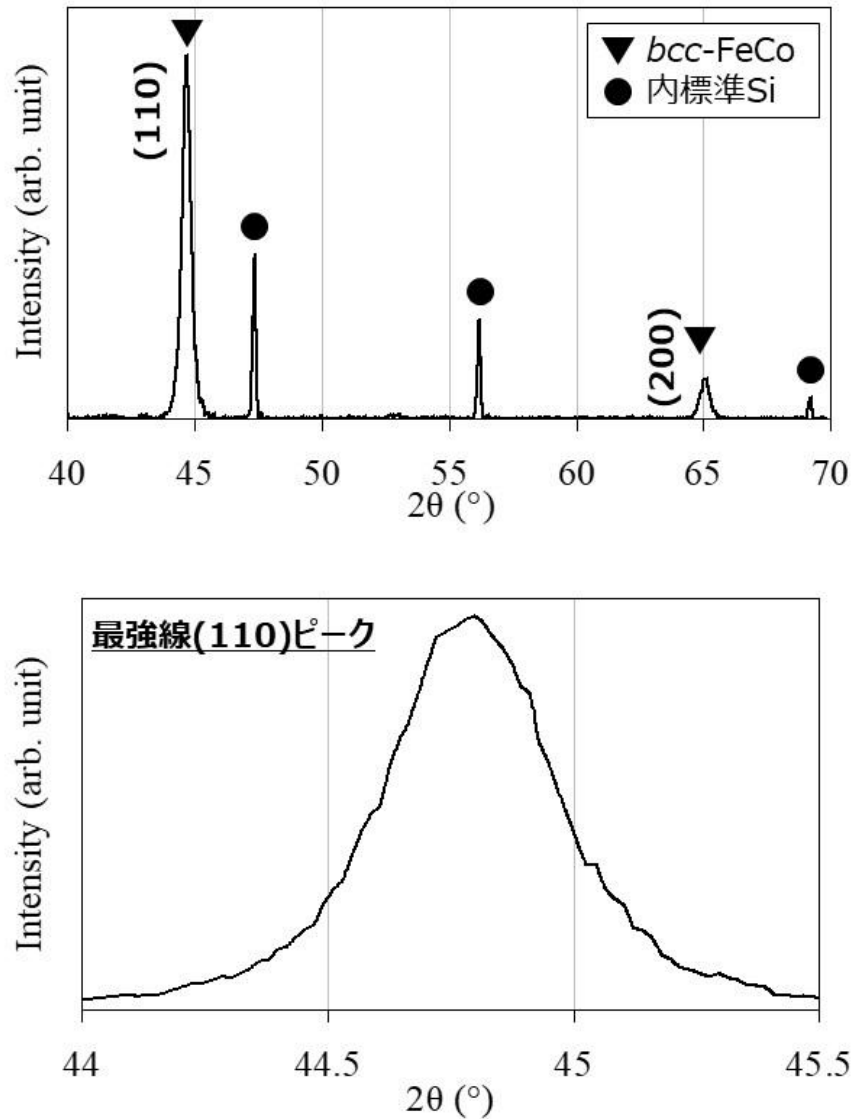 Intensity (arb. unit)
(110)
▼ bcc-FeCo
● 内標準Si
(200)
40 45 50 55 60 65 70
2θ (°)
最強線(110)ピーク
Intensity (arb. unit)
44 44.5 45 45.5
2θ (°)